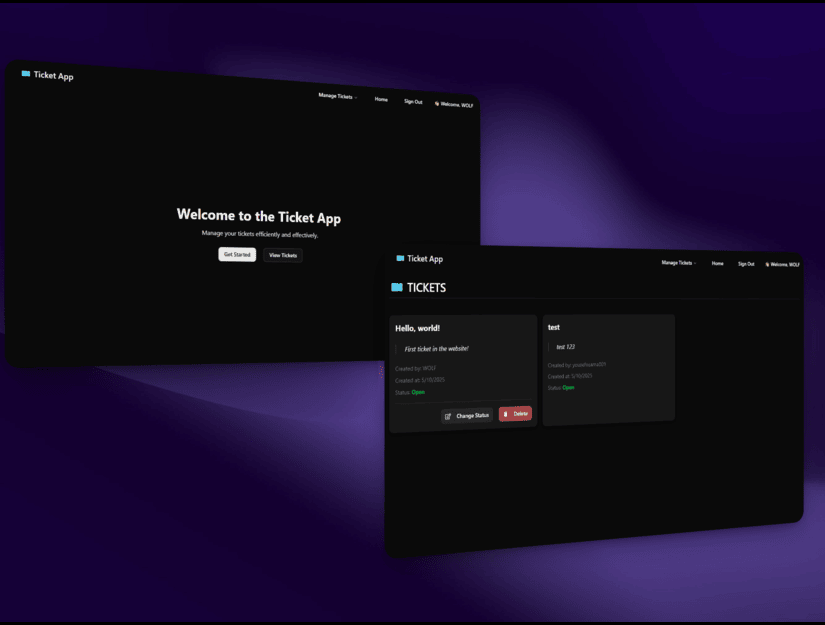 Ticket App
Manage Tickets Home Sign Out Welcome, WOLF
Welcome to the Ticket App
Manage your tickets efficiently and effectively.
Get Started View Tickets
Ticket App
Manage Tickets Home Sign Out Welcome, WOLF
TICKETS
Hello, world!
First ticket in the website!
Created by: WOLF
Created at: 5/10/2025
Status: Open
Change Status Delete
test
test 123
Created by:
Created at: 5/10/2025
Status: Open